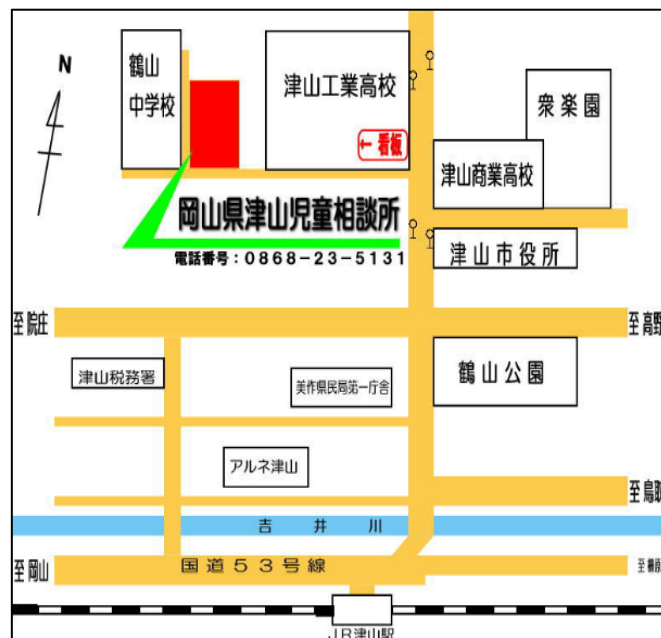 N
鶴山
中学校
津山工業高校
衆楽園
←看板
津山商業高校
岡山県津山児童相談所
電話番号：0868-23-5131
津山市役所
至院庄
至高野
津山税務署
美作県民局第一庁舎
鶴山公園
アルネ津山
至鳥取
吉井川
国道53号線
至岡山
JR津山駅